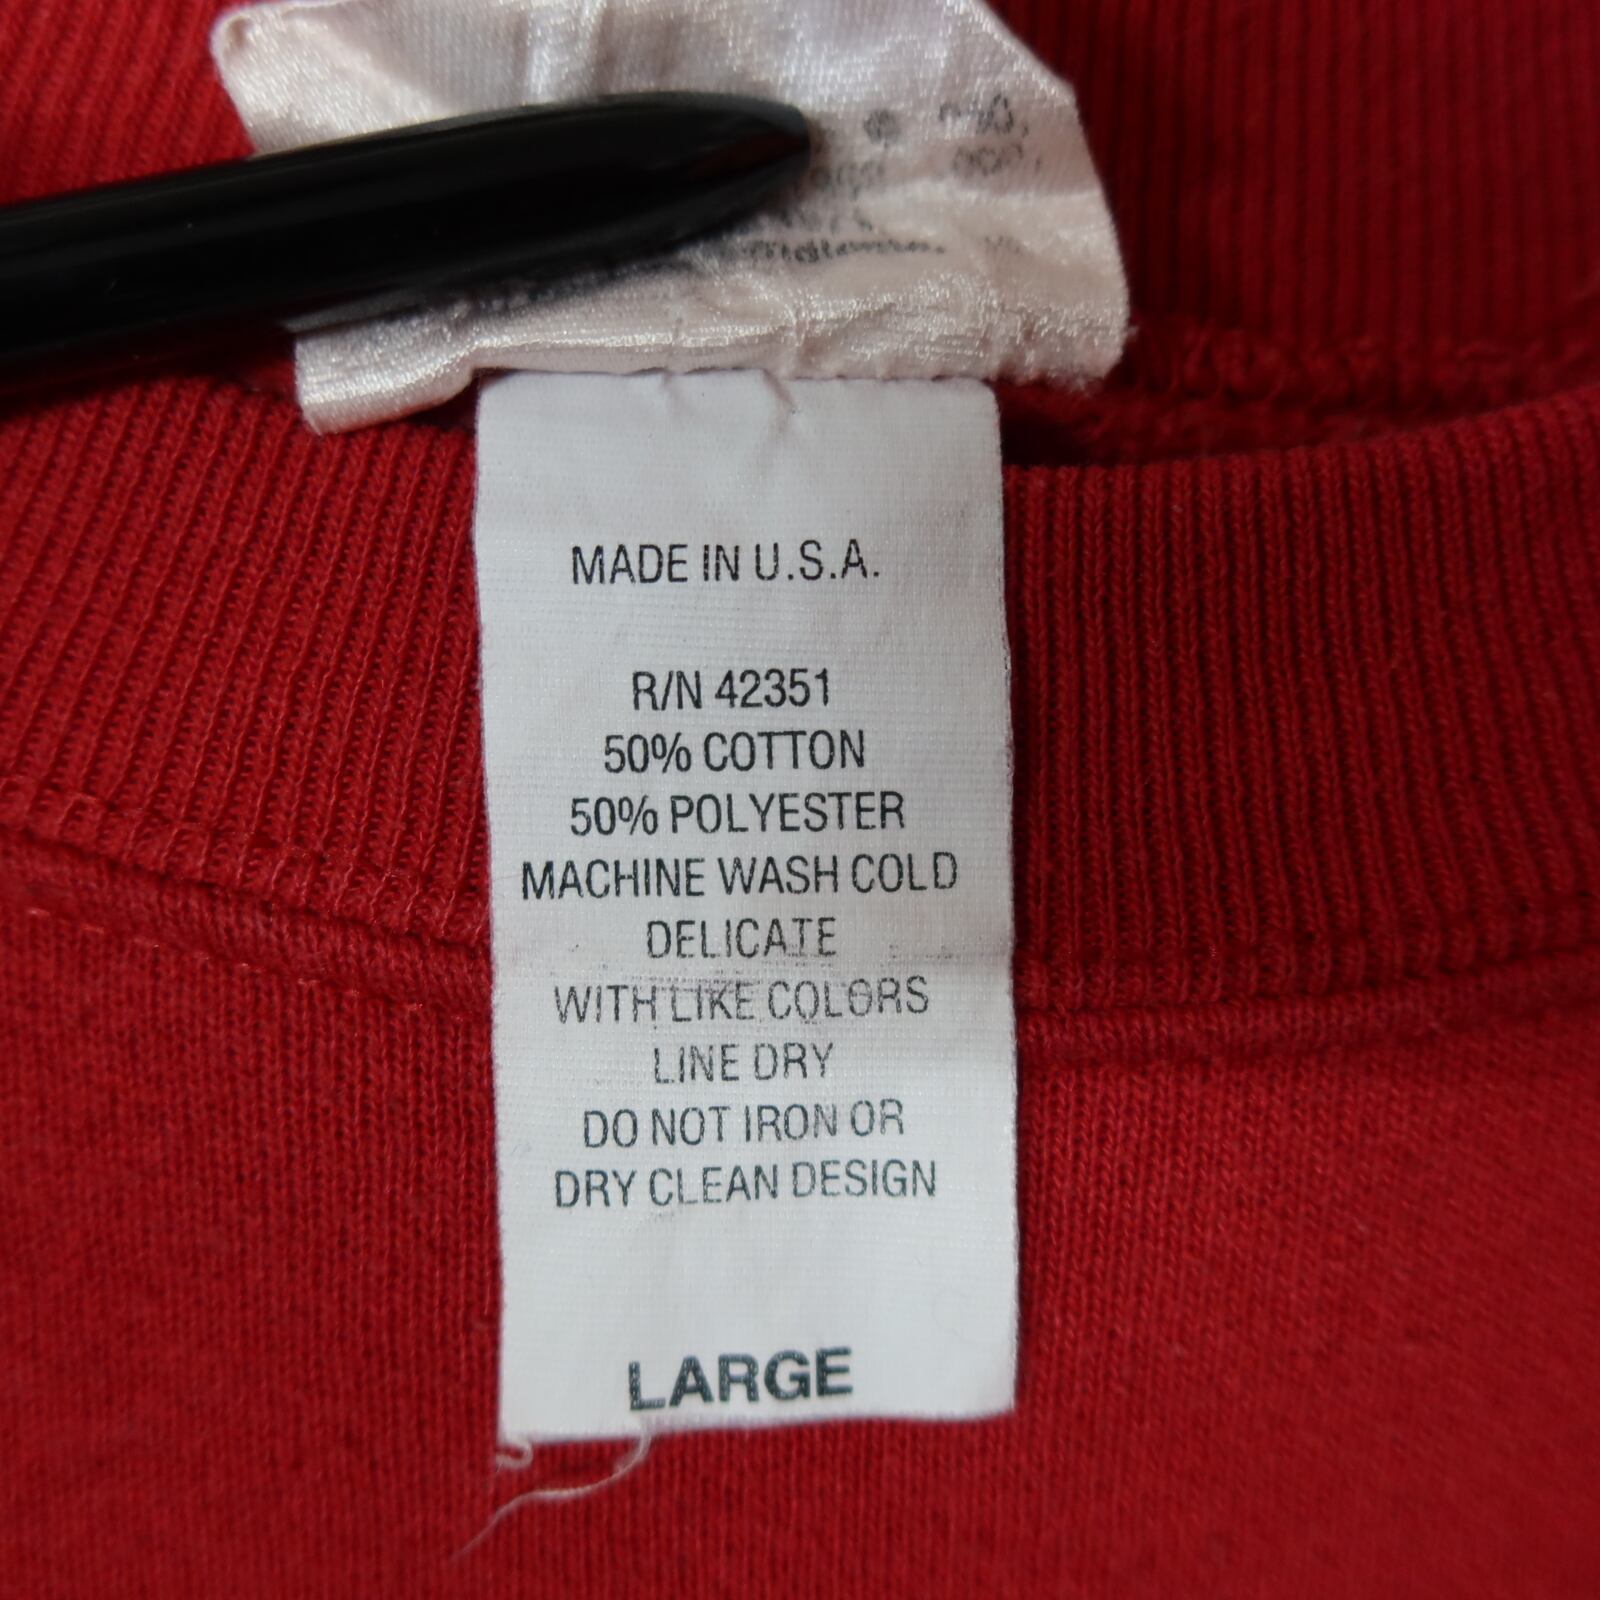 MADE IN U.S.A.
R/N 42351
50% COTTON
50% POLYESTER
MACHINE WASH COLD
DELICATE
WITH LIKE COLORS
LINE DRY
DO NOT IRON OR
DRY CLEAN DESIGN
LARGE